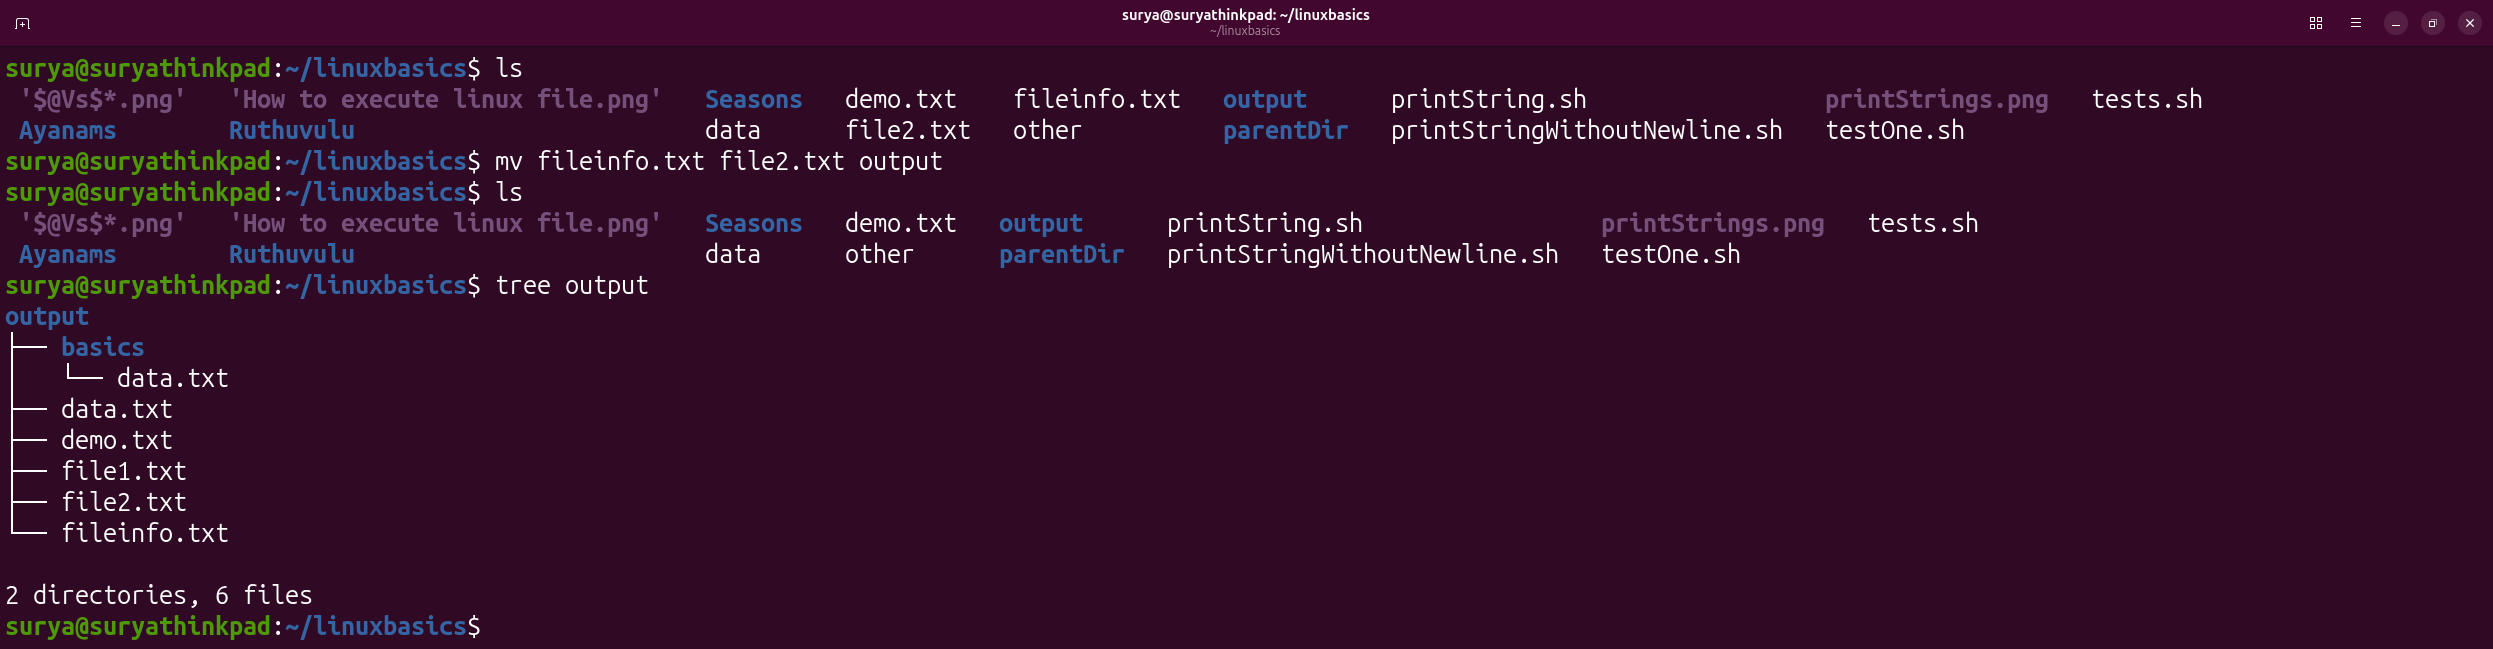 surya@suryathinkpad: ~/linuxbasics
~/linuxbasics
surya@suryathinkpad:~/linuxbasics$ ls
'$@Vs$*.png'   'How to execute linux file.png'   Seasons   demo.txt    fileinfo.txt   output      printString.sh                 printStrings.png   tests.sh
Ayanams        Ruthuvulu                         data      file2.txt   other          parentDir   printStringWithoutNewline.sh   testOne.sh
surya@suryathinkpad:~/linuxbasics$ mv fileinfo.txt file2.txt output
surya@suryathinkpad:~/linuxbasics$ ls
'$@Vs$*.png'   'How to execute linux file.png'   Seasons   demo.txt   output      printString.sh                 printStrings.png   tests.sh
Ayanams        Ruthuvulu                         data      other      parentDir   printStringWithoutNewline.sh   testOne.sh
surya@suryathinkpad:~/linuxbasics$ tree output
output
├── basics
│   └── data.txt
├── data.txt
├── demo.txt
├── file1.txt
├── file2.txt
└── fileinfo.txt
2 directories, 6 files
surya@suryathinkpad:~/linuxbasics$